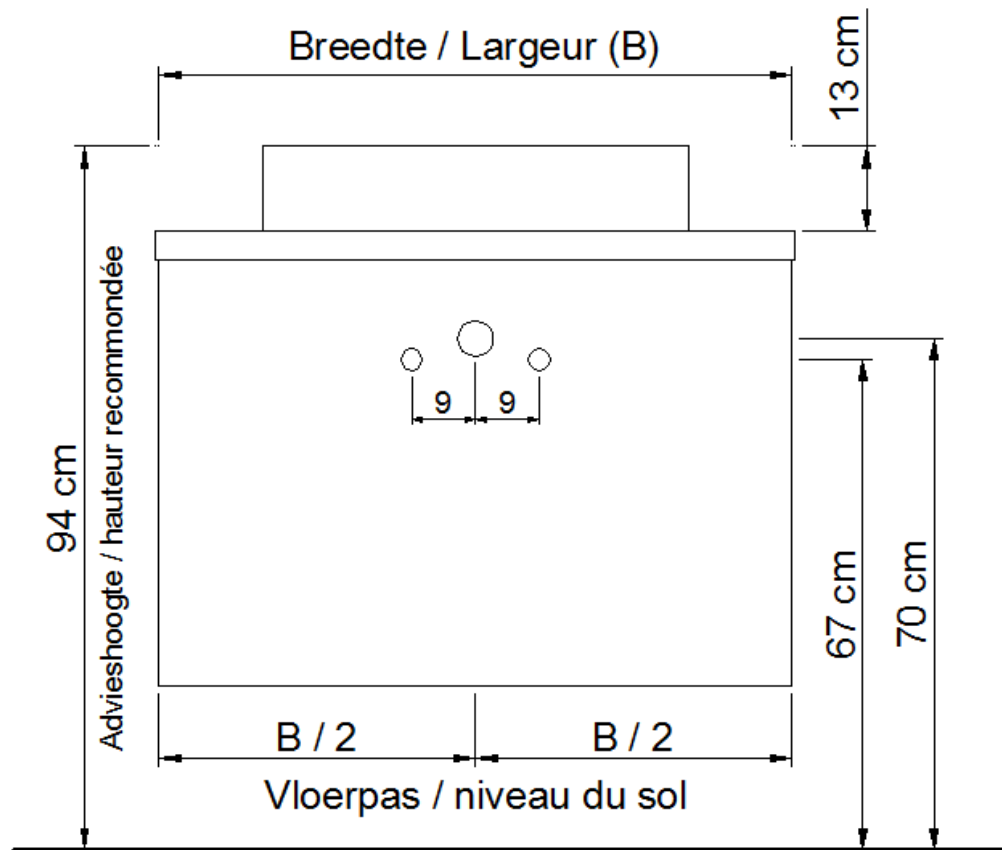 Breedte / Largeur (B)
13 cm
94 cm
Advieshoogte / hauteur recommondée
9
9
67 cm
70 cm
B / 2
B / 2
Vloerpas / niveau du sol